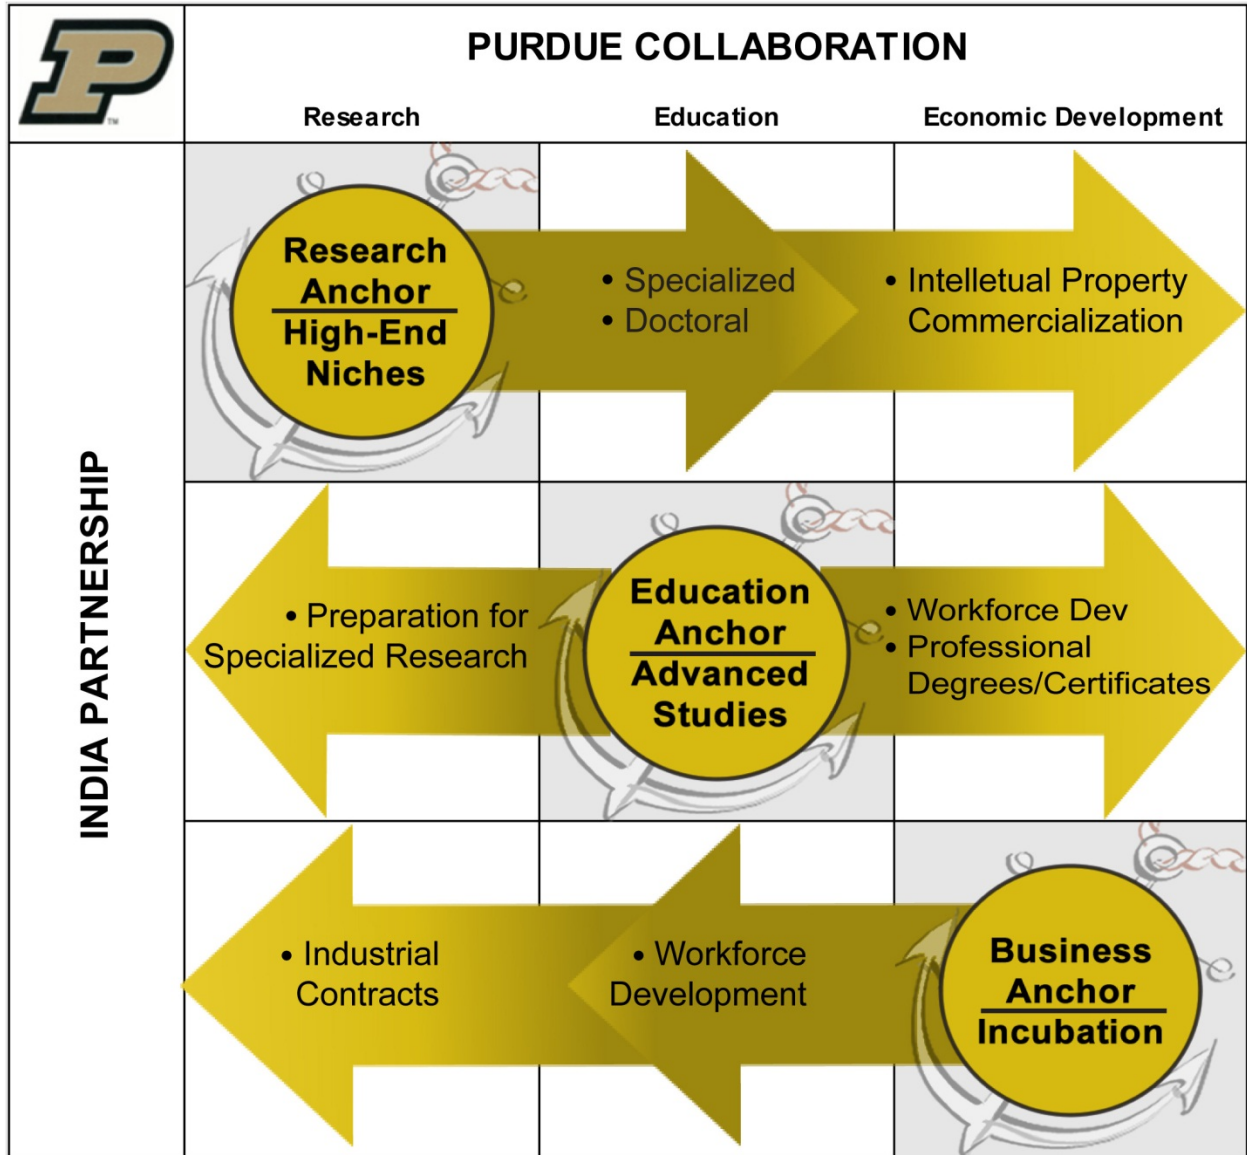 P
TM
PURDUE COLLABORATION
Research
Education
Economic Development
INDIA PARTNERSHIP
Research
Anchor
High-End
Niches
• Specialized
• Doctoral
• Intelletual Property
Commercialization
• Preparation for
Specialized Research
Education
Anchor
Advanced
Studies
• Workforce Dev
• Professional
Degrees/Certificates
• Industrial
Contracts
• Workforce
Development
Business
Anchor
Incubation